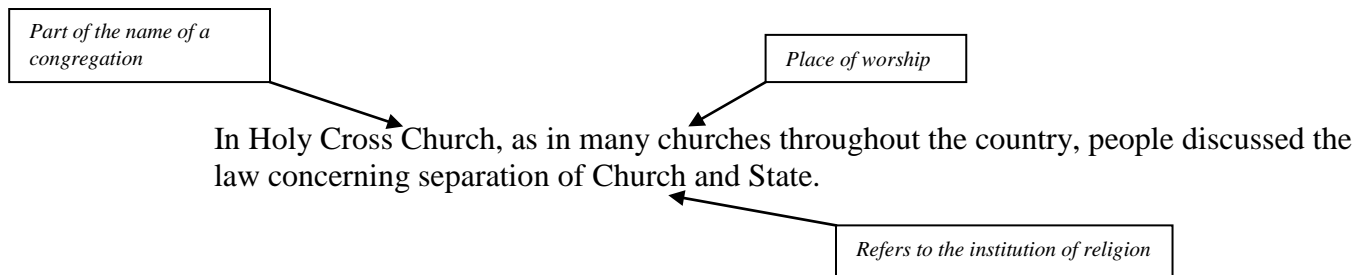 Part of the name of a
congregation
Place of worship
In Holy Cross Church, as in many churches throughout the country, people discussed the
law concerning separation of Church and State.
Refers to the institution of religion